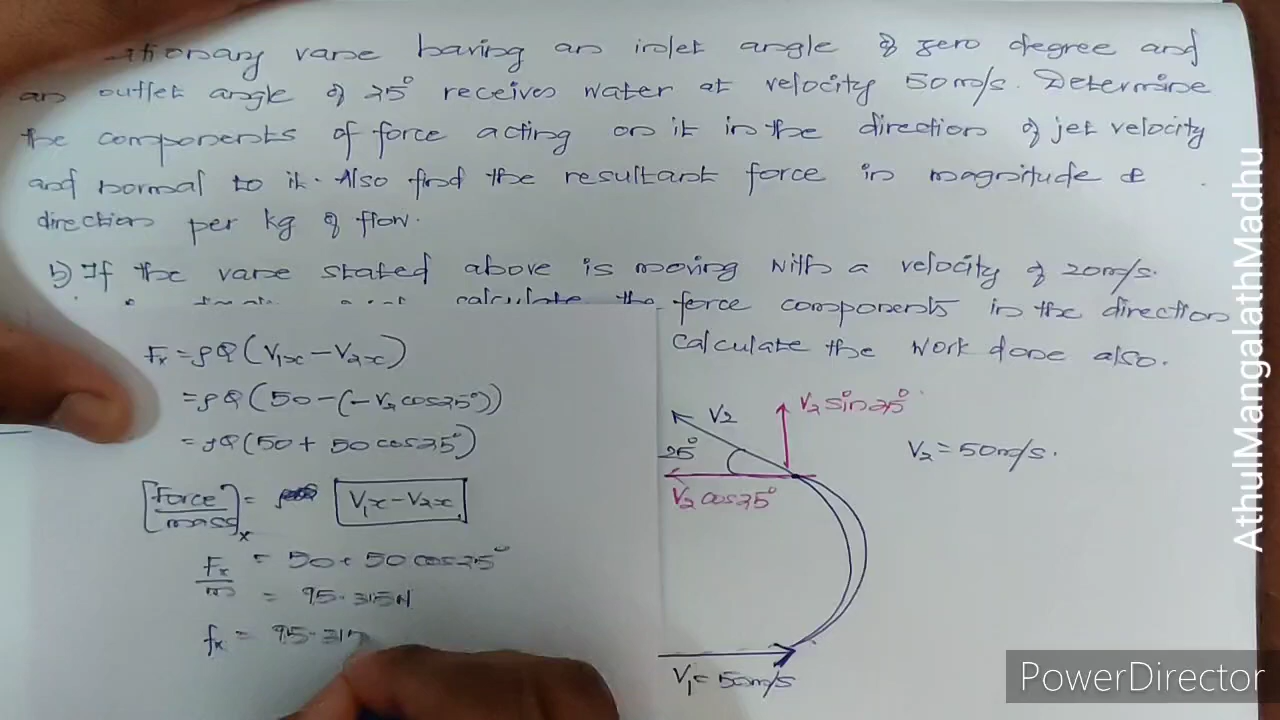 vane having an inlet angle of zero degree and
an outlet angle of 25° receives water at velocity 50m/s. Determine
the components of force acting on it in the direction of jet velocity
and normal to it. Also find the resultant force in magnitude &
direction per kg of flow.
b) If the vane stated above is moving with a velocity of 20m/s.
calculate the force components in the direction
calculate the work done also.
Fx = ρQ(V1x - V2x)
= ρQ(50 - (-V2 cos25°))
= ρQ(50 + 50 cos25°)
[Force/mass]x = V1x - V2x
Fx/m = 50 + 50 cos25°
= 95.315N
fx = 95.31
V2
V2 sin25°
25°
V2 cos25°
V2 = 50m/s.
V1 = 50m/s
AthulMangalathMadhu
PowerDirector